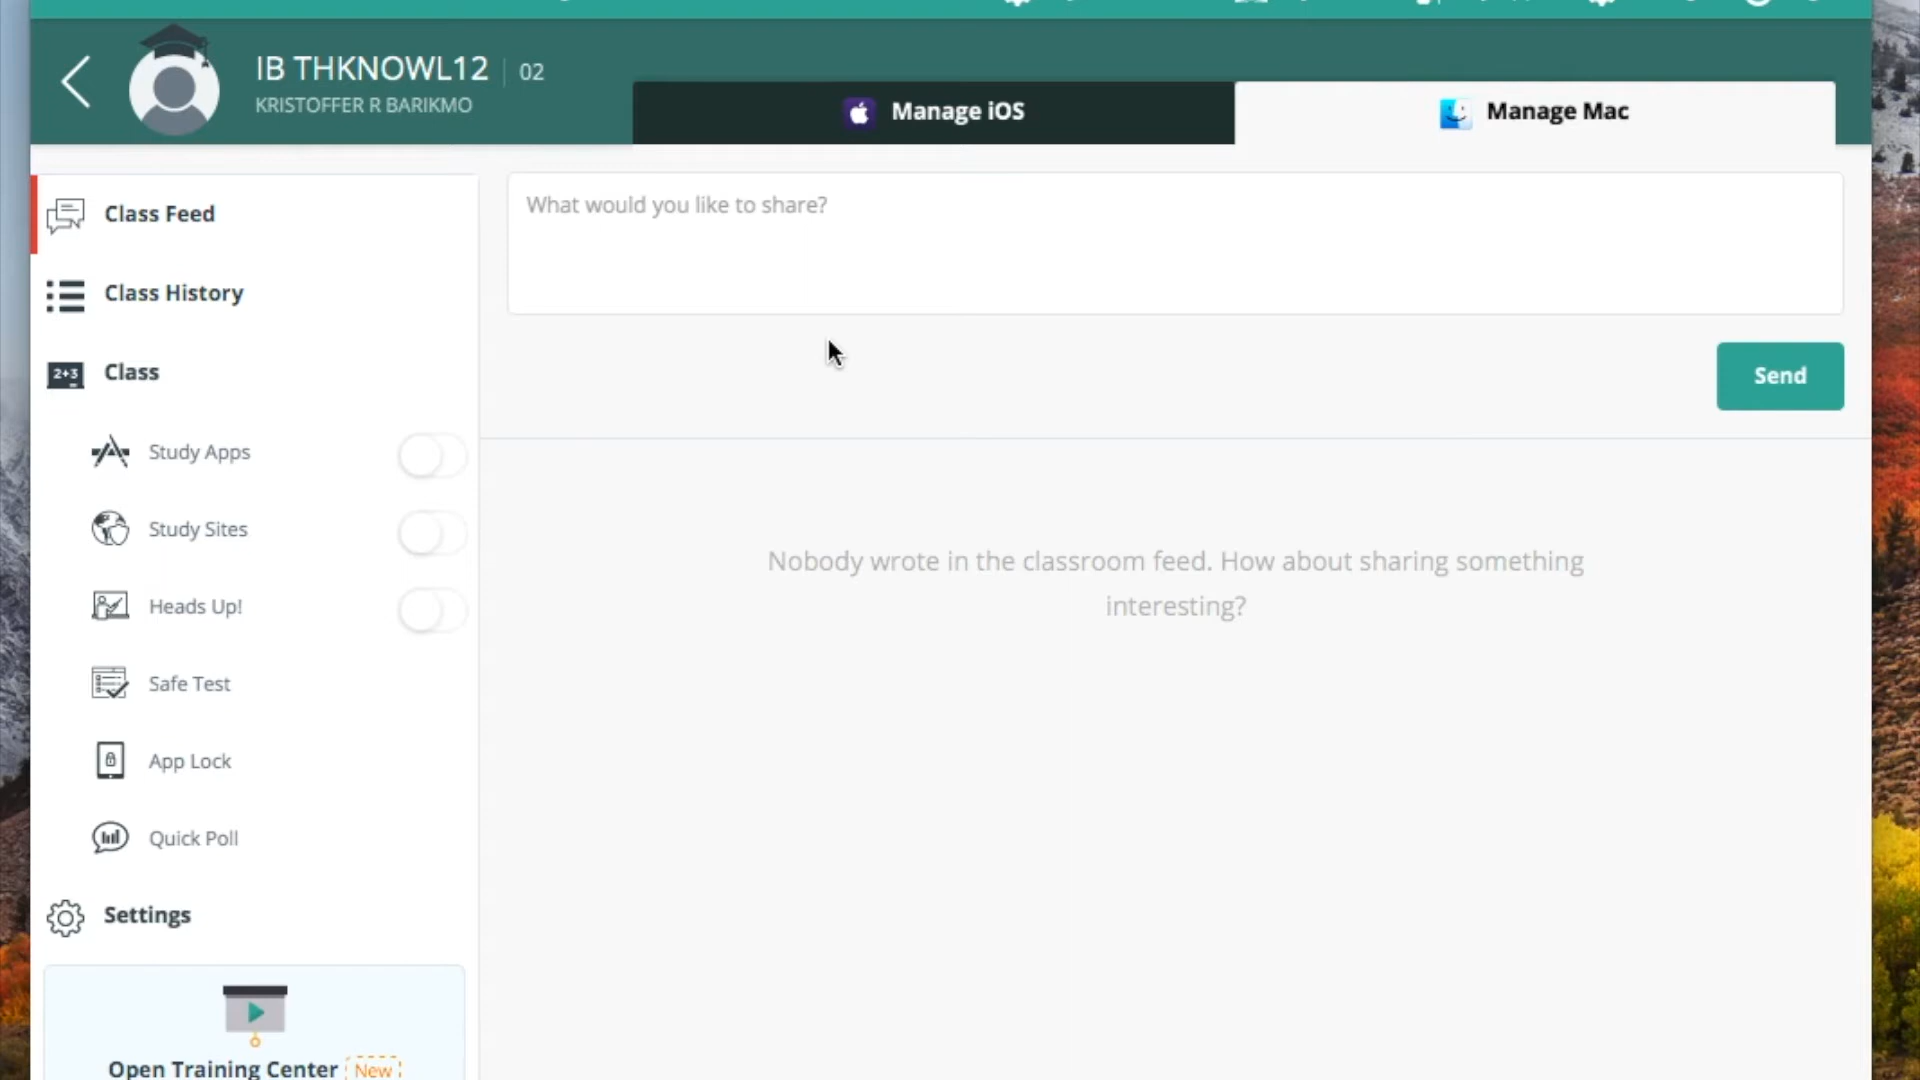 IB THKNOWL12 | 02
KRISTOFFER R BARIKMO
Manage iOS
Manage Mac
Class Feed
Class History
2+3 Class
Study Apps
Study Sites
Heads Up!
Safe Test
App Lock
Quick Poll
Settings
Open Training Center New
What would you like to share?
Send
Nobody wrote in the classroom feed. How about sharing something
interesting?